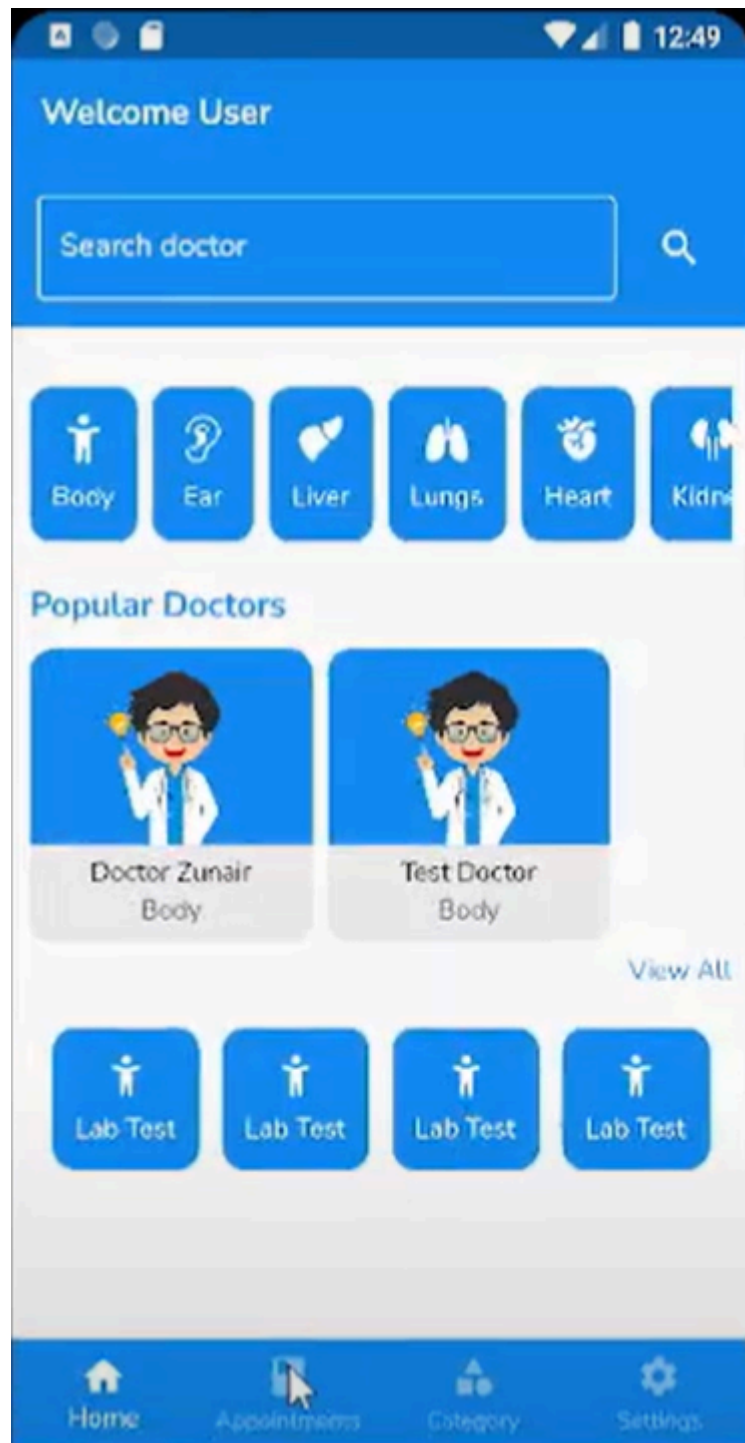 12:49
Welcome User
Search doctor
Body Ear Liver Lungs Heart Kidne
Popular Doctors
Doctor Zunair Test Doctor
Body Body
View All
Lab Test Lab Test Lab Test Lab Test
Home Appointments Category Settings